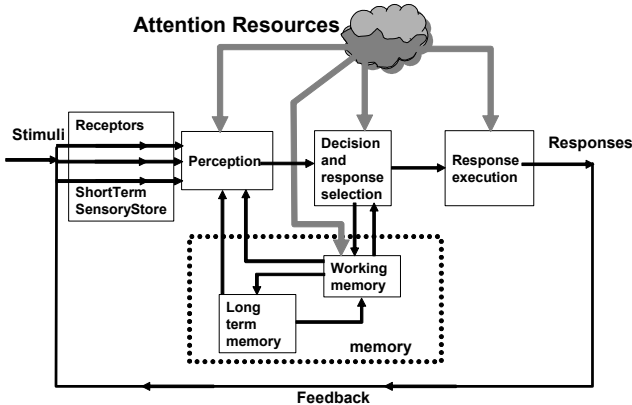 Attention Resources
Stimuli
Receptors
ShortTerm
SensoryStore
Perception
Decision
and
response
selection
Response
execution
Responses
Working
memory
Long
term
memory
memory
Feedback